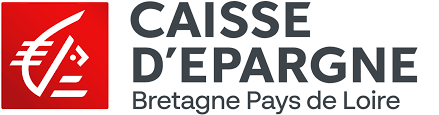 CAISSE
D'EPARGNE
Bretagne Pays de Loire